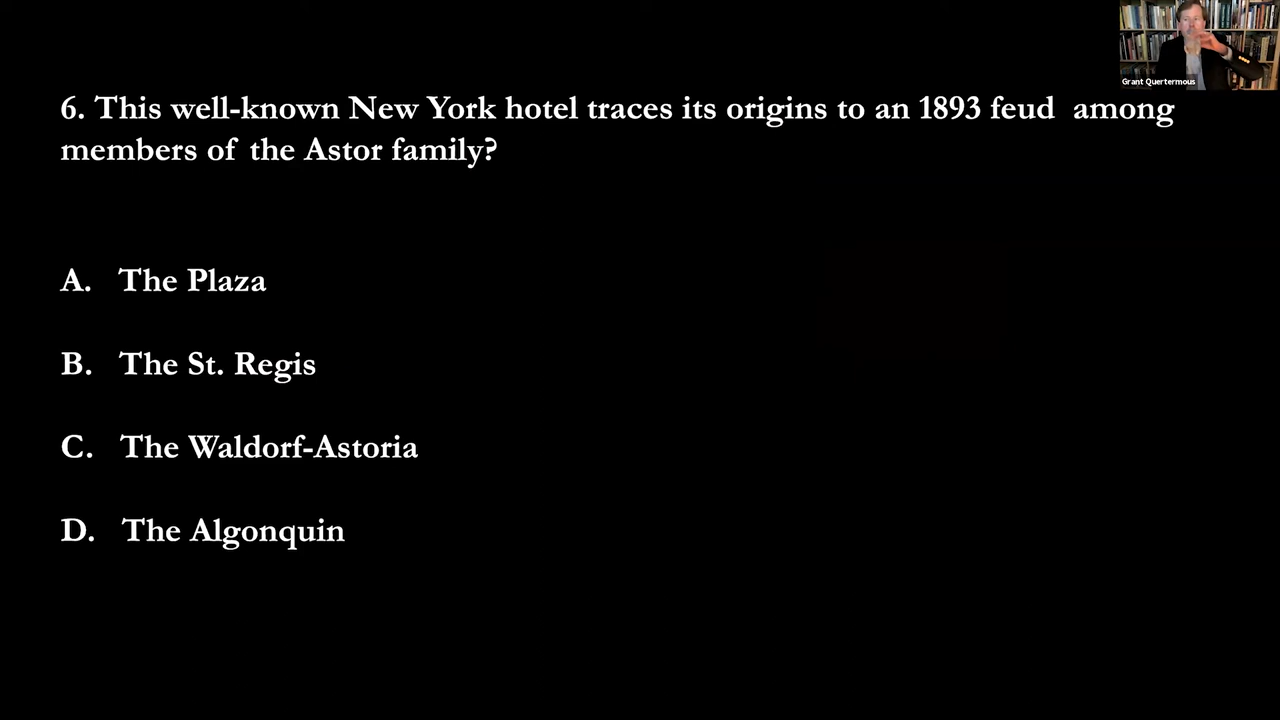 Grant Quertermous
6. This well-known New York hotel traces its origins to an 1893 feud among
members of the Astor family?
A. The Plaza
B. The St. Regis
C. The Waldorf-Astoria
D. The Algonquin